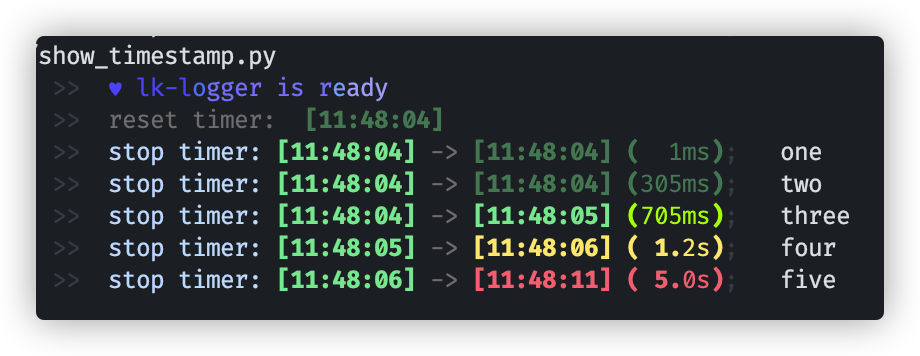 /show_timestamp.py
>> ♥ lk-logger is ready
>> reset timer: [11:48:04]
>> stop timer: [11:48:04] -> [11:48:04] (  1ms); one
>> stop timer: [11:48:04] -> [11:48:04] (305ms); two
>> stop timer: [11:48:04] -> [11:48:05] (705ms); three
>> stop timer: [11:48:05] -> [11:48:06] ( 1.2s); four
>> stop timer: [11:48:06] -> [11:48:11] ( 5.0s); five